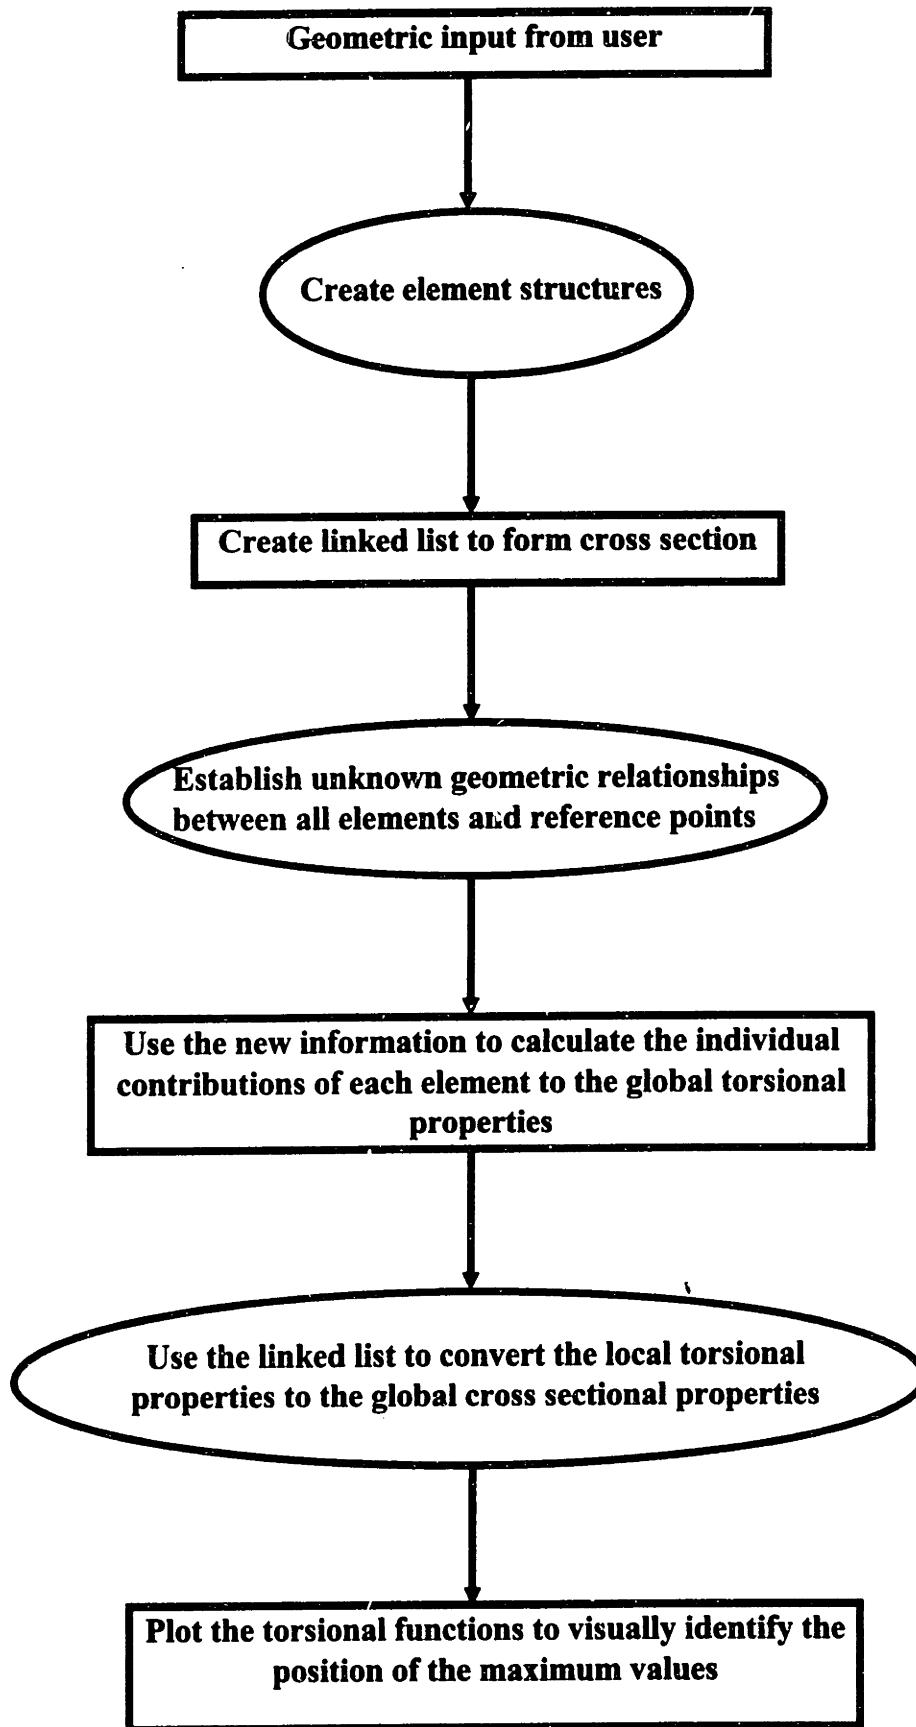 Geometric input from user
Create element structures
Create linked list to form cross section
Establish unknown geometric relationships
between all elements and reference points
Use the new information to calculate the individual
contributions of each element to the global torsional
properties
Use the linked list to convert the local torsional
properties to the global cross sectional properties
Plot the torsional functions to visually identify the
position of the maximum values